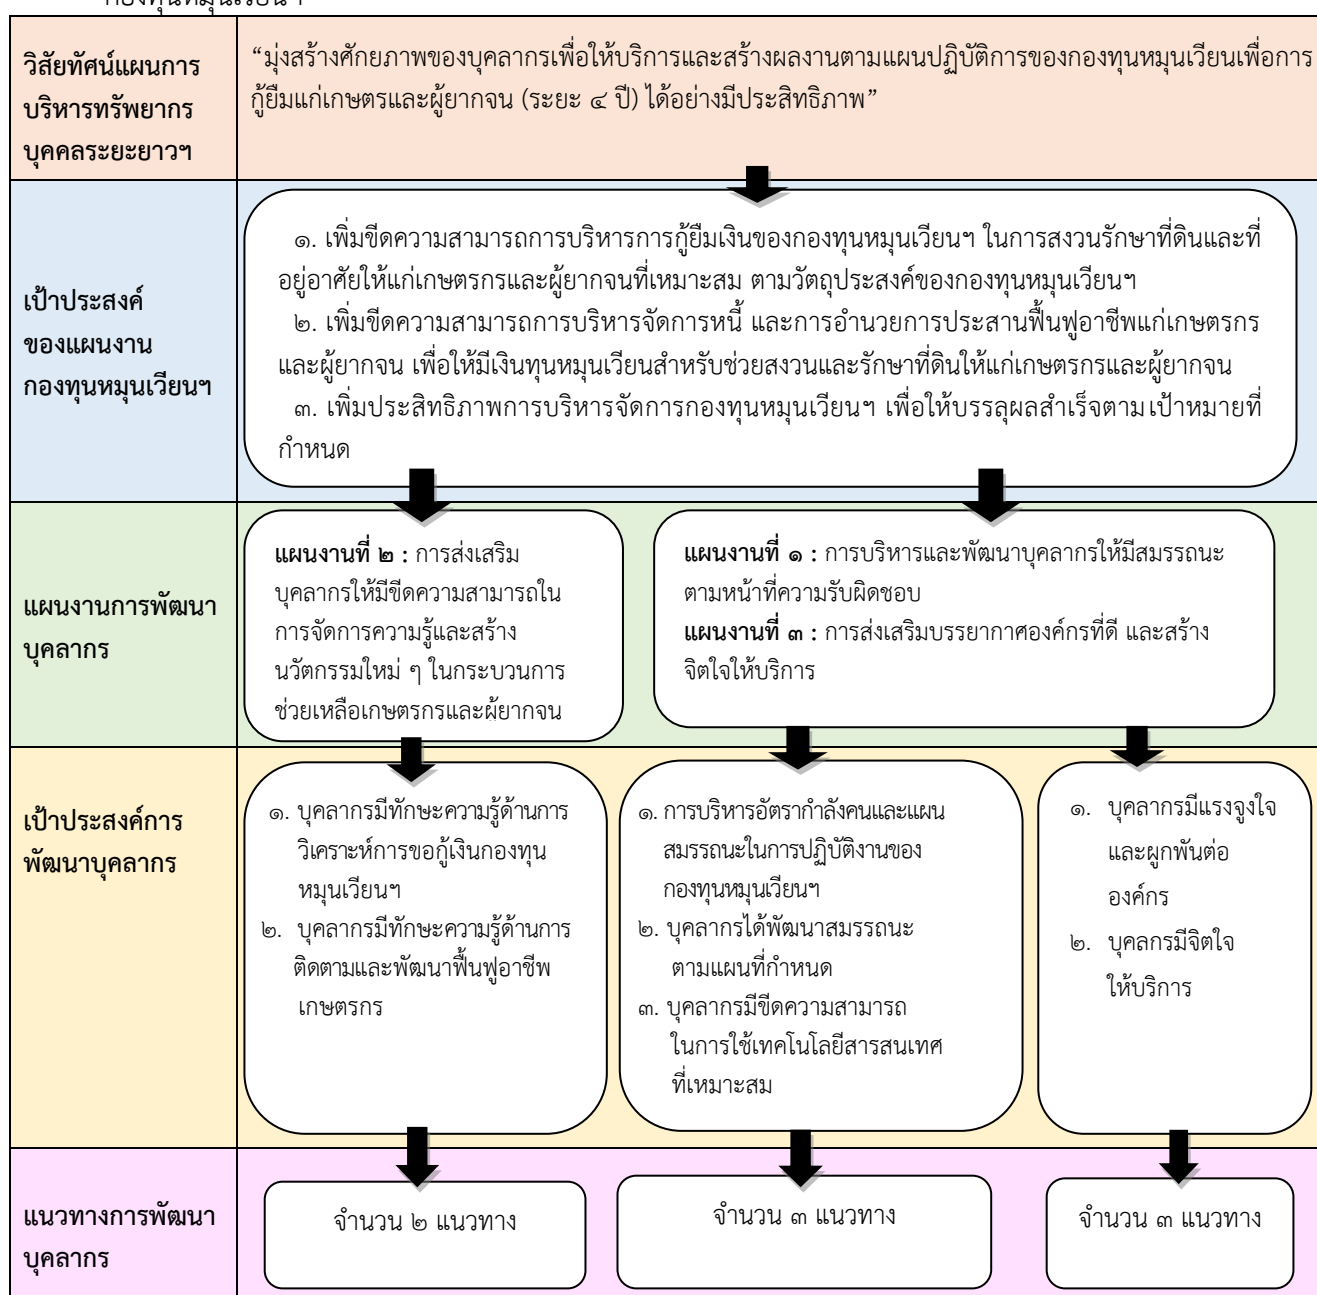 กองทุนหมุนเวียนฯ
วิสัยทัศน์แผนการ
บริหารทรัพยากร
บุคคลระยะยาวฯ
“มุ่งสร้างศักยภาพของบุคลากรเพื่อให้บริการและสร้างผลงานตามแผนปฏิบัติการของกองทุนหมุนเวียนเพื่อการ
กู้ยืมแก่เกษตรและผู้ยากจน (ระยะ ๔ ปี) ได้อย่างมีประสิทธิภาพ”
เป้าประสงค์
ของแผนงาน
กองทุนหมุนเวียนฯ
๑. เพิ่มขีดความสามารถการบริหารการกู้ยืมเงินของกองทุนหมุนเวียนฯ ในการสงวนรักษาที่ดินและที่
อยู่อาศัยให้แก่เกษตรกรและผู้ยากจนที่เหมาะสม ตามวัตถุประสงค์ของกองทุนหมุนเวียนฯ
๒. เพิ่มขีดความสามารถการบริหารจัดการหนี้ และการอำนวยการประสานฟื้นฟูอาชีพแก่เกษตรกร
และผู้ยากจน เพื่อให้มีเงินทุนหมุนเวียนสำหรับช่วยสงวนและรักษาที่ดินให้แก่เกษตรกรและผู้ยากจน
๓. เพิ่มประสิทธิภาพการบริหารจัดการกองทุนหมุนเวียนฯ เพื่อให้บรรลุผลสำเร็จตามเป้าหมายที่
กำหนด
แผนงานการพัฒนา
บุคลากร
แผนงานที่ ๒ : การส่งเสริม
บุคลากรให้มีขีดความสามารถใน
การจัดการความรู้และสร้าง
นวัตกรรมใหม่ ๆ ในกระบวนการ
ช่วยเหลือเกษตรกรและผู้ยากจน
แผนงานที่ ๑ : การบริหารและพัฒนาบุคลากรให้มีสมรรถนะ
ตามหน้าที่ความรับผิดชอบ
แผนงานที่ ๓ : การส่งเสริมบรรยากาศองค์กรที่ดี และสร้าง
จิตใจให้บริการ
เป้าประสงค์การ
พัฒนาบุคลากร
๑. บุคลากรมีทักษะความรู้ด้านการ
วิเคราะห์การขอกู้เงินกองทุน
หมุนเวียนฯ
๒. บุคลากรมีทักษะความรู้ด้านการ
ติดตามและพัฒนาฟื้นฟูอาชีพ
เกษตรกร
๑. การบริหารอัตรากำลังคนและแผน
สมรรถนะในการปฏิบัติงานของ
กองทุนหมุนเวียนฯ
๒. บุคลากรได้พัฒนาสมรรถนะ
ตามแผนที่กำหนด
๓. บุคลากรมีขีดความสามารถ
ในการใช้เทคโนโลยีสารสนเทศ
ที่เหมาะสม
๑. บุคลากรมีแรงจูงใจ
และผูกพันต่อ
องค์กร
๒. บุคลกรมีจิตใจ
ให้บริการ
แนวทางการพัฒนา
บุคลากร
จำนวน ๒ แนวทาง
จำนวน ๓ แนวทาง
จำนวน ๓ แนวทาง